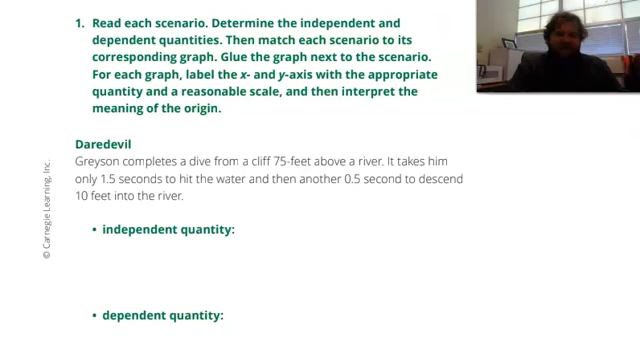 1. Read each scenario. Determine the independent and
dependent quantities. Then match each scenario to its
corresponding graph. Glue the graph next to the scenario.
For each graph, label the x- and y-axis with the appropriate
quantity and a reasonable scale, and then interpret the
meaning of the origin.
Daredevil
Greyson completes a dive from a cliff 75-feet above a river. It takes him
only 1.5 seconds to hit the water and then another 0.5 second to descend
10 feet into the river.
• independent quantity:
• dependent quantity:
© Carnegie Learning, Inc.